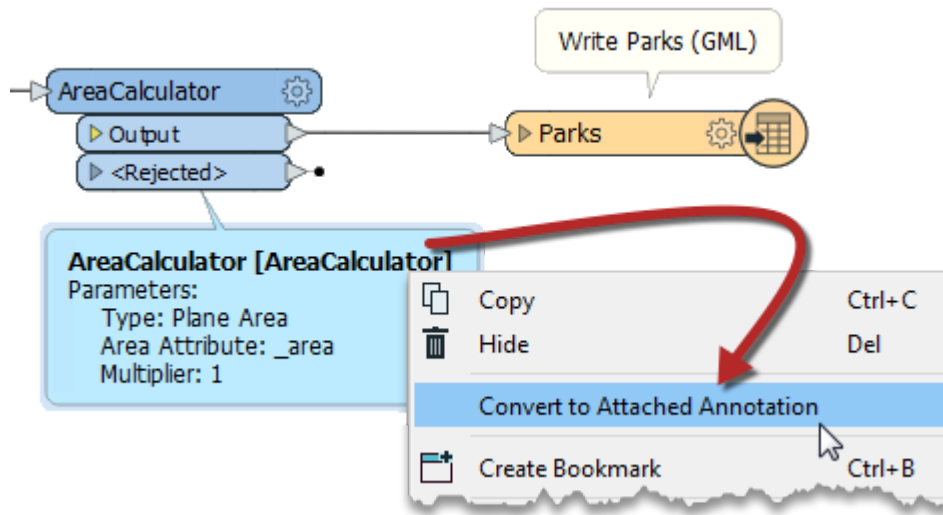 Write Parks (GML)
AreaCalculator
Output
Parks
<Rejected>
AreaCalculator [AreaCalculator]
Parameters:
Type: Plane Area
Area Attribute: _area
Multiplier: 1
Copy Ctrl+C
Hide Del
Convert to Attached Annotation
Create Bookmark Ctrl+B